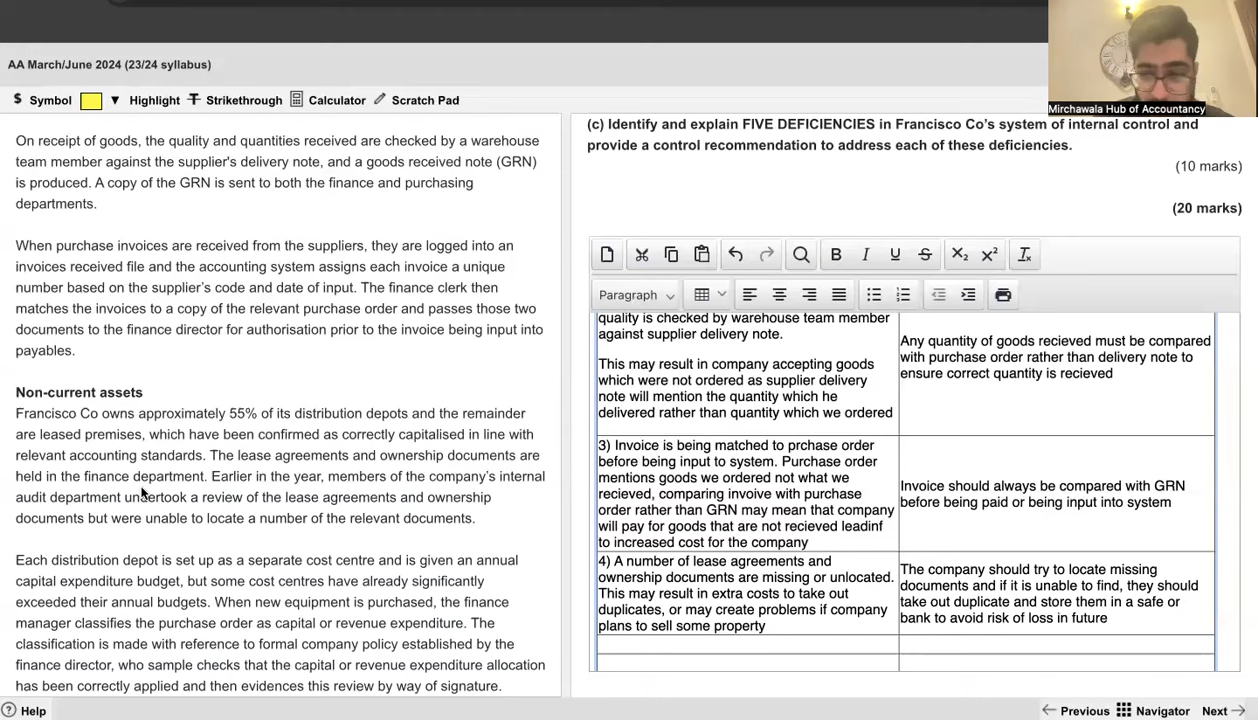 AA March/June 2024 (23/24 syllabus)
$ Symbol ▼ Highlight Strikethrough Calculator Scratch Pad
Mirchawala Hub of Accountancy
On receipt of goods, the quality and quantities received are checked by a warehouse
team member against the supplier's delivery note, and a goods received note (GRN)
is produced. A copy of the GRN is sent to both the finance and purchasing
departments.
When purchase invoices are received from the suppliers, they are logged into an
invoices received file and the accounting system assigns each invoice a unique
number based on the supplier's code and date of input. The finance clerk then
matches the invoices to a copy of the relevant purchase order and passes those two
documents to the finance director for authorisation prior to the invoice being input into
payables.
Non-current assets
Francisco Co owns approximately 55% of its distribution depots and the remainder
are leased premises, which have been confirmed as correctly capitalised in line with
relevant accounting standards. The lease agreements and ownership documents are
held in the finance department. Earlier in the year, members of the company's internal
audit department undertook a review of the lease agreements and ownership
documents but were unable to locate a number of the relevant documents.
Each distribution depot is set up as a separate cost centre and is given an annual
capital expenditure budget, but some cost centres have already significantly
exceeded their annual budgets. When new equipment is purchased, the finance
manager classifies the purchase order as capital or revenue expenditure. The
classification is made with reference to formal company policy established by the
finance director, who sample checks that the capital or revenue expenditure allocation
has been correctly applied and then evidences this review by way of signature.
(c) Identify and explain FIVE DEFICIENCIES in Francisco Co's system of internal control and
provide a control recommendation to address each of these deficiencies.
(10 marks)
(20 marks)
B I U S X₂ X² Iₓ
Paragraph
quality is checked by warehouse team member
against supplier delivery note.
This may result in company accepting goods
which were not ordered as supplier delivery
note will mention the quantity which he
delivered rather than quantity which we ordered
Any quantity of goods recieved must be compared
with purchase order rather than delivery note to
ensure correct quantity is recieved
3) Invoice is being matched to prchase order
before being input to system. Purchase order
mentions goods we ordered not what we
recieved, comparing invoive with purchase
order rather than GRN may mean that company
will pay for goods that are not recieved leadinf
to increased cost for the company
Invoice should always be compared with GRN
before being paid or being input into system
4) A number of lease agreements and
ownership documents are missing or unlocated.
This may result in extra costs to take out
duplicates, or may create problems if company
plans to sell some property
The company should try to locate missing
documents and if it is unable to find, they should
take out duplicate and store them in a safe or
bank to avoid risk of loss in future
Help
Previous Navigator Next